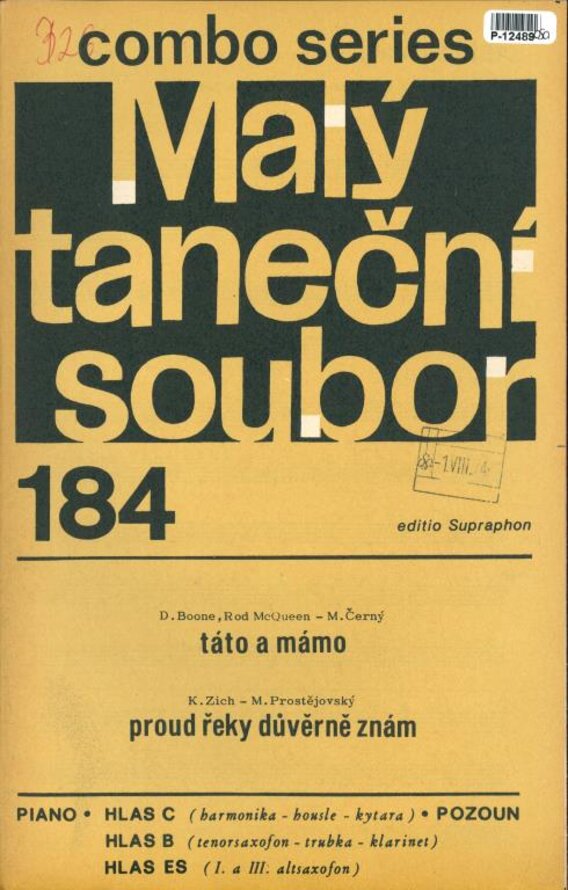 326
combo series
P-12489
Malý
taneční
soubor
184
editio Supraphon
D.Boone,Rod McQueen – M.Černý
táto a mámo
K.Zich – M.Prostějovský
proud řeky důvěrně znám
PIANO • HLAS C ( harmonika - housle - kytara ) • POZOUN
HLAS B ( tenorsaxofon - trubka - klarinet )
HLAS ES ( I. a III. altsaxofon )